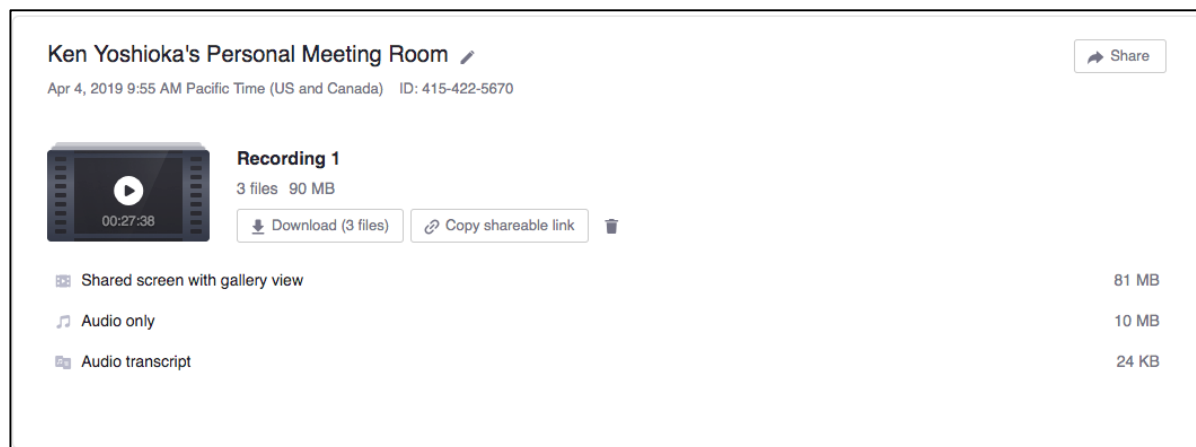 Ken Yoshioka's Personal Meeting Room
Share
Apr 4, 2019 9:55 AM Pacific Time (US and Canada) ID: 415-422-5670
Recording 1
3 files 90 MB
00:27:38
Download (3 files) Copy shareable link
Shared screen with gallery view 81 MB
Audio only 10 MB
Audio transcript 24 KB